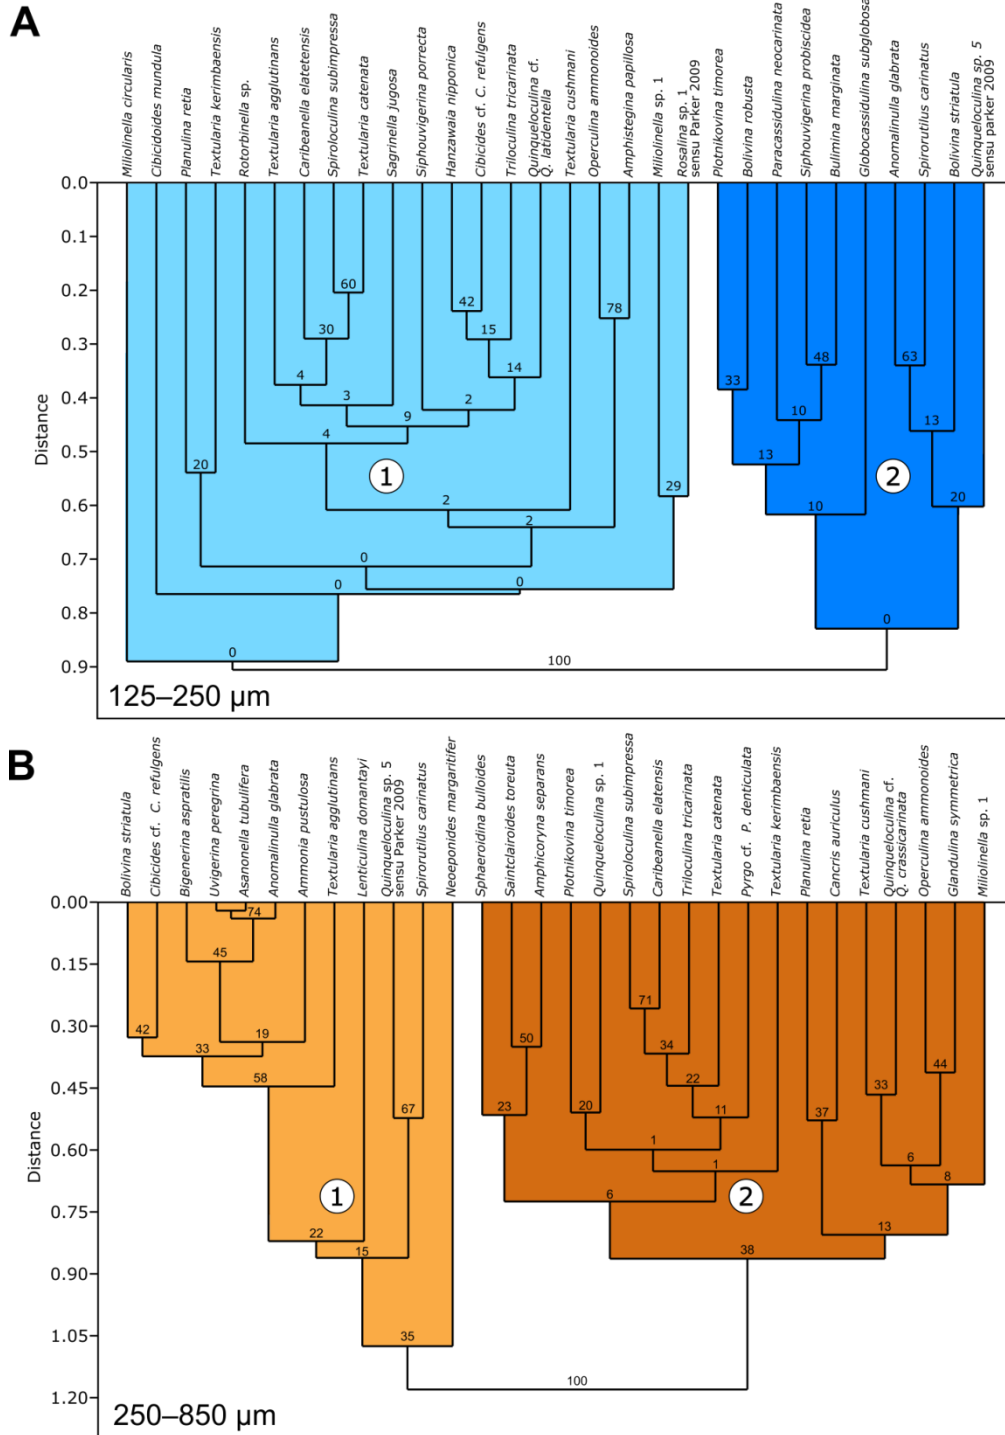 A
Miliolinella circularis
Cibicidoides mundula
Planulina retia
Textularia kerimbaensis
Rotorbinella sp.
Textularia agglutinans
Caribeanella elatetensis
Spiroloculina subimpressa
Textularia catenata
Sagrinella jugosa
Siphouvigerina porrecta
Hanzawaia nipponica
Cibicides cf. C. refulgens
Triloculina tricarinata
Quinqueloculina cf.
Q. latidentella
Textularia cushmani
Operculina ammonoides
Amphistegina papillosa
Miliolinella sp. 1
Rosalina sp. 1
sensu Parker 2009
Plotnikovina timorea
Bolivina robusta
Paracassidulina neocarinata
Siphouvigerina probiscidea
Bulimina marginata
Globocassidulina subglobosa
Anomalinulla glabrata
Spirorutilus carinatus
Bolivina striatula
Quinqueloculina sp. 5
sensu parker 2009
0.0
0.1
0.2
0.3
0.4
0.5
0.6
0.7
0.8
0.9
Distance
60
42
78
30
15
48
63
14
4
33
3
2
10
9
13
4
13
20
1
2
29
20
2
2
10
0
0
0
0
0
100
125–250 µm
B
Bolivina striatula
Cibicides cf. C. refulgens
Bigenerina aspratilis
Uvigerina peregrina
Asanonella tubulifera
Anomalinulla glabrata
Ammonia pustulosa
Textularia agglutinans
Lenticulina domantayi
Quinqueloculina sp. 5
sensu Parker 2009
Spirorutilus carinatus
Neoeponides margaritifer
Sphaeroidina bulloides
Saintclairoides toreuta
Amphicoryna separans
Plotnikovina timorea
Quinqueloculina sp. 1
Spiroloculina subimpressa
Caribeanella elatensis
Triloculina tricarinata
Textularia catenata
Pyrgo cf. P. denticulata
Textularia kerimbaensis
Planulina retia
Cancris auriculus
Textularia cushmani
Quinqueloculina cf.
Q. crassicarinata
Operculina ammonoides
Glandulina symmetrica
Miliolinella sp. 1
0.00
0.15
0.30
0.45
0.60
0.75
0.90
1.05
1.20
Distance
74
45
71
42
19
50
34
33
44
58
22
33
67
23
20
11
37
1
6
1
8
1
6
2
22
13
15
38
35
100
250–850 µm